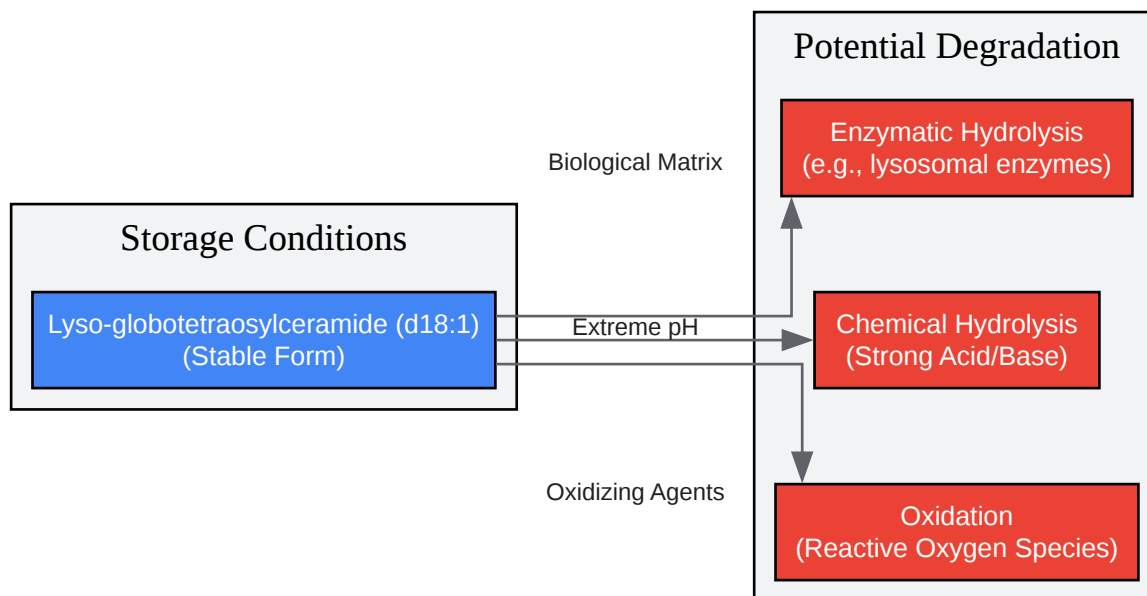 Potential Degradation
Enzymatic Hydrolysis
(e.g., lysosomal enzymes)
Biological Matrix
Storage Conditions
Lyso-globotetraosylceramide (d18:1)
(Stable Form)
Extreme pH
Chemical Hydrolysis
(Strong Acid/Base)
Oxidizing Agents
Oxidation
(Reactive Oxygen Species)